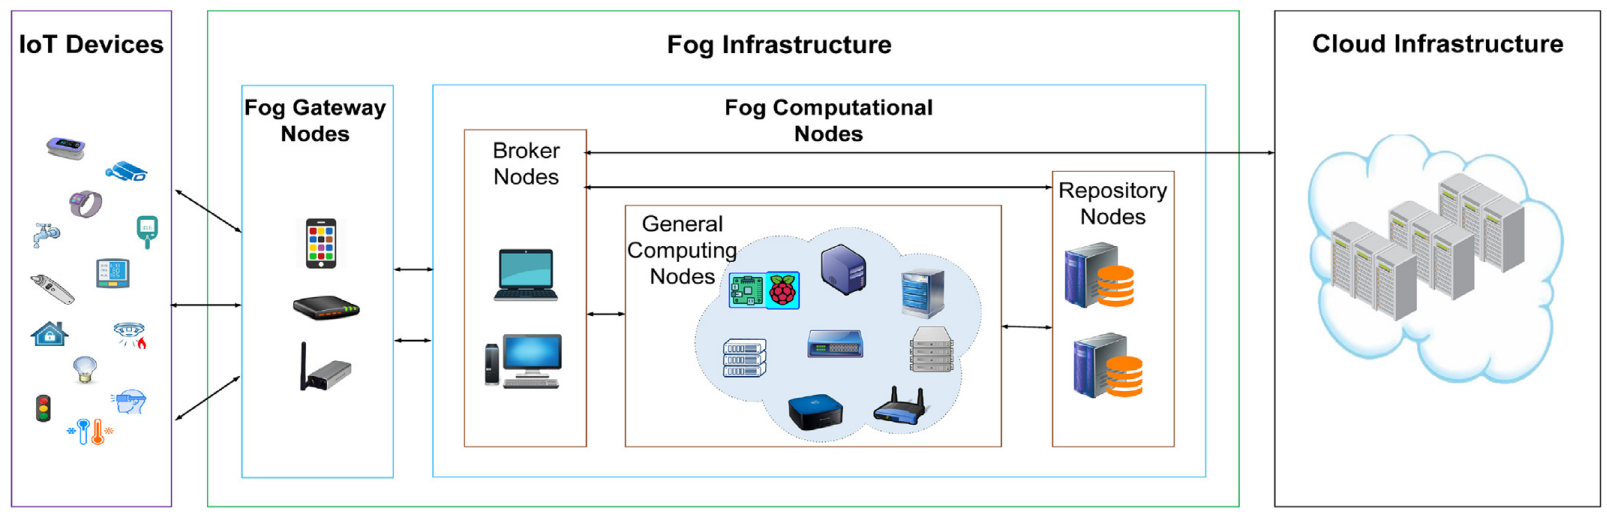 IoT Devices
Fog Infrastructure
Cloud Infrastructure
Fog Gateway
Nodes
Fog Computational
Nodes
Broker
Nodes
General
Computing
Nodes
Repository
Nodes